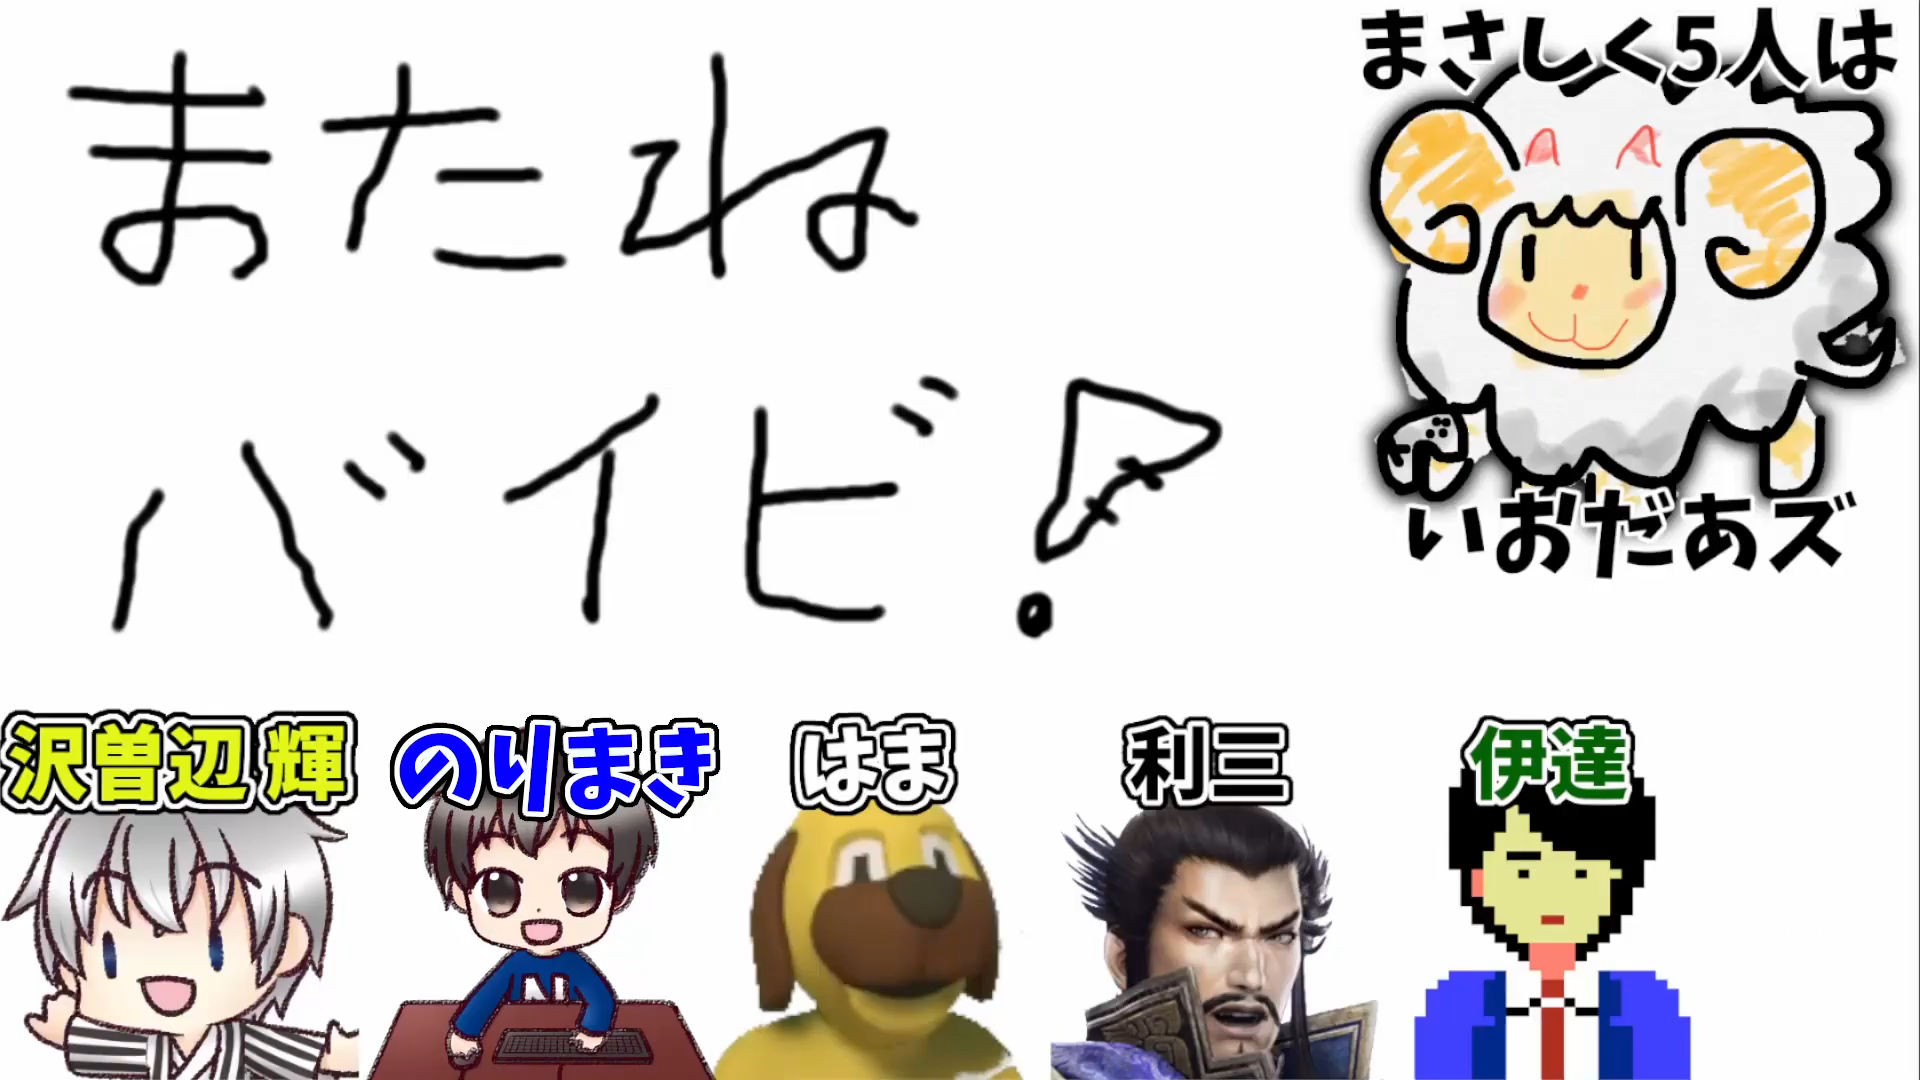 またね
バイビ!
まさしく5人は
いおだあズ
沢曽辺 輝
のりまき
はま
利三
伊達